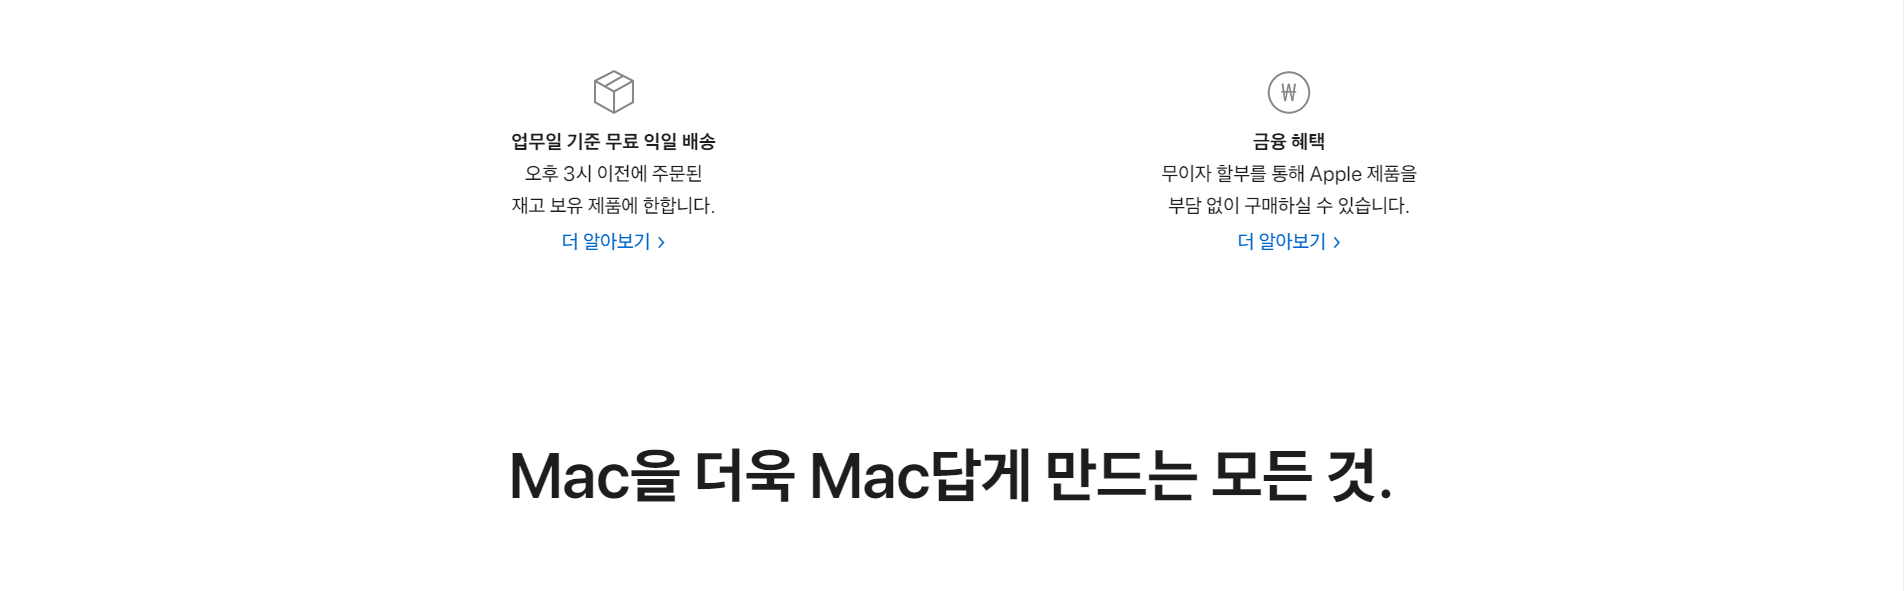 업무일 기준 무료 익일 배송
오후 3시 이전에 주문된
재고 보유 제품에 한합니다.
더 알아보기 >
₩
금융 혜택
무이자 할부를 통해 Apple 제품을
부담 없이 구매하실 수 있습니다.
더 알아보기 >
Mac을 더욱 Mac답게 만드는 모든 것.